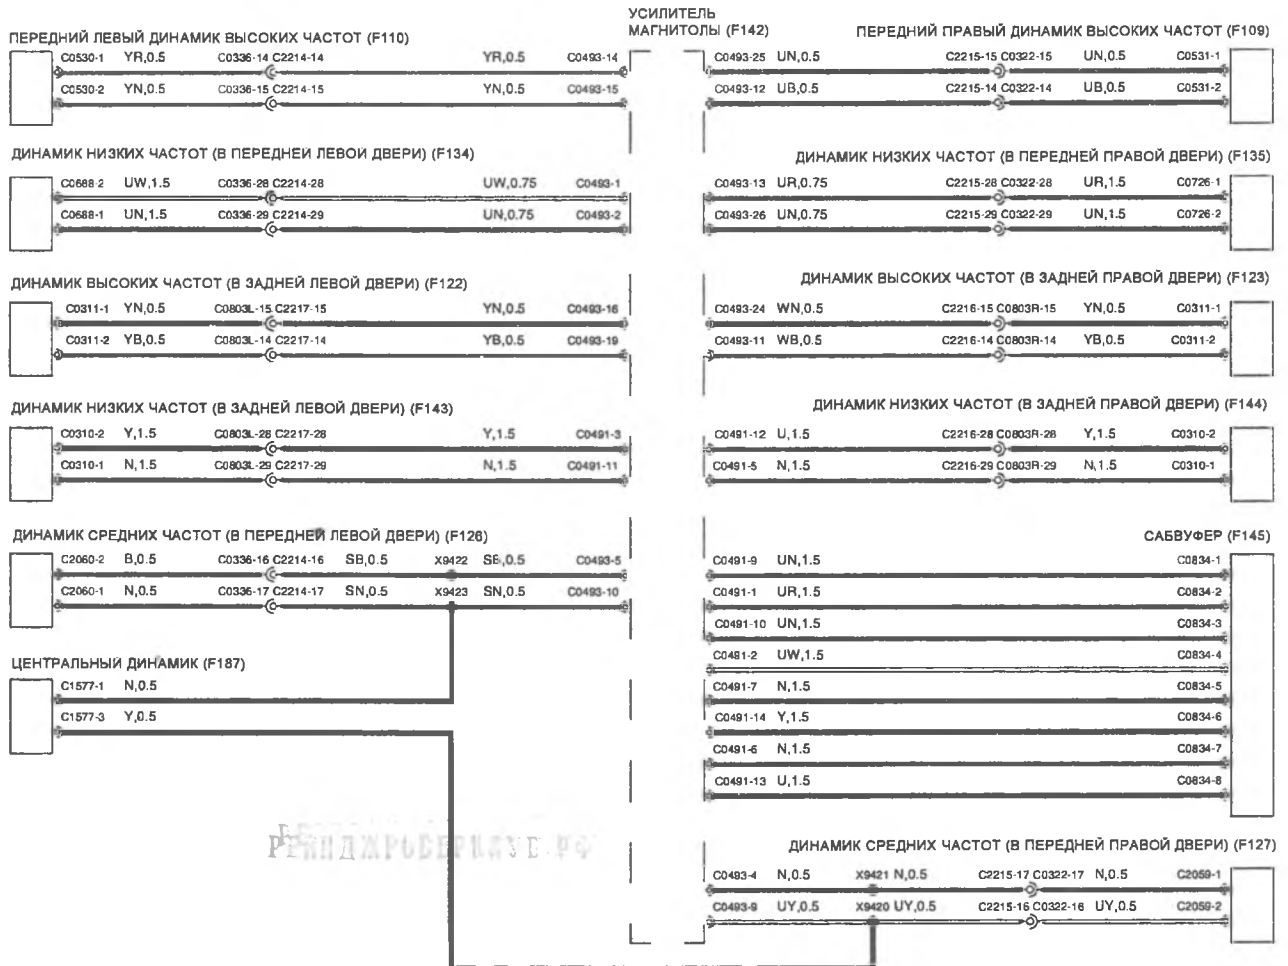 УСИЛИТЕЛЬ
МАГНИТОЛЫ (F142)
ПЕРЕДНИЙ ЛЕВЫЙ ДИНАМИК ВЫСОКИХ ЧАСТОТ (F110)
C0530-1 YR,0.5 C0336-14 C2214-14 YR,0.5 C0493-14
C0530-2 YN,0.5 C0336-15 C2214-15 YN,0.5 C0493-15
ДИНАМИК НИЗКИХ ЧАСТОТ (В ПЕРЕДНЕЙ ЛЕВОЙ ДВЕРИ) (F134)
C0688-2 UW,1.5 C0336-28 C2214-28 UW,0.75 C0493-1
C0688-1 UN,1.5 C0336-29 C2214-29 UN,0.75 C0493-2
ДИНАМИК ВЫСОКИХ ЧАСТОТ (В ЗАДНЕЙ ЛЕВОЙ ДВЕРИ) (F122)
C0311-1 YN,0.5 C0803L-15 C2217-15 YN,0.5 C0493-16
C0311-2 YB,0.5 C0803L-14 C2217-14 YB,0.5 C0493-19
ДИНАМИК НИЗКИХ ЧАСТОТ (В ЗАДНЕЙ ЛЕВОЙ ДВЕРИ) (F143)
C0310-2 Y,1.5 C0803L-28 C2217-28 Y,1.5 C0491-3
C0310-1 N,1.5 C0803L-29 C2217-29 N,1.5 C0491-11
ДИНАМИК СРЕДНИХ ЧАСТОТ (В ПЕРЕДНЕЙ ЛЕВОЙ ДВЕРИ) (F126)
C2060-2 B,0.5 C0336-16 C2214-16 SB,0.5 X9422 SB,0.5 C0493-5
C2060-1 N,0.5 C0336-17 C2214-17 SN,0.5 X9423 SN,0.5 C0493-10
ЦЕНТРАЛЬНЫЙ ДИНАМИК (F187)
C1577-1 N,0.5
C1577-3 Y,0.5
ПЕРЕДНИЙ ПРАВЫЙ ДИНАМИК ВЫСОКИХ ЧАСТОТ (F109)
C0493-25 UN,0.5 C2215-15 C0322-15 UN,0.5 C0531-1
C0493-12 UB,0.5 C2215-14 C0322-14 UB,0.5 C0531-2
ДИНАМИК НИЗКИХ ЧАСТОТ (В ПЕРЕДНЕЙ ПРАВОЙ ДВЕРИ) (F135)
C0493-13 UR,0.75 C2215-28 C0322-28 UR,1.5 C0726-1
C0493-26 UN,0.75 C2215-29 C0322-29 UN,1.5 C0726-2
ДИНАМИК ВЫСОКИХ ЧАСТОТ (В ЗАДНЕЙ ПРАВОЙ ДВЕРИ) (F123)
C0493-24 WN,0.5 C2216-15 C0803R-15 YN,0.5 C0311-1
C0493-11 WB,0.5 C2216-14 C0803R-14 YB,0.5 C0311-2
ДИНАМИК НИЗКИХ ЧАСТОТ (В ЗАДНЕЙ ПРАВОЙ ДВЕРИ) (F144)
C0491-12 U,1.5 C2216-28 C0803R-28 Y,1.5 C0310-2
C0491-5 N,1.5 C2216-29 C0803R-29 N,1.5 C0310-1
САБВУФЕР (F145)
C0491-9 UN,1.5 C0834-1
C0491-1 UR,1.5 C0834-2
C0491-10 UN,1.5 C0834-3
C0491-2 UW,1.5 C0834-4
C0491-7 N,1.5 C0834-5
C0491-14 Y,1.5 C0834-6
C0491-6 N,1.5 C0834-7
C0491-13 U,1.5 C0834-8
ДИНАМИК СРЕДНИХ ЧАСТОТ (В ПЕРЕДНЕЙ ПРАВОЙ ДВЕРИ) (F127)
C0493-4 N,0.5 X9421 N,0.5 C2215-17 C0322-17 N,0.5 C2059-1
C0493-9 UY,0.5 X9420 UY,0.5 C2215-16 C0322-16 UY,0.5 C2059-2